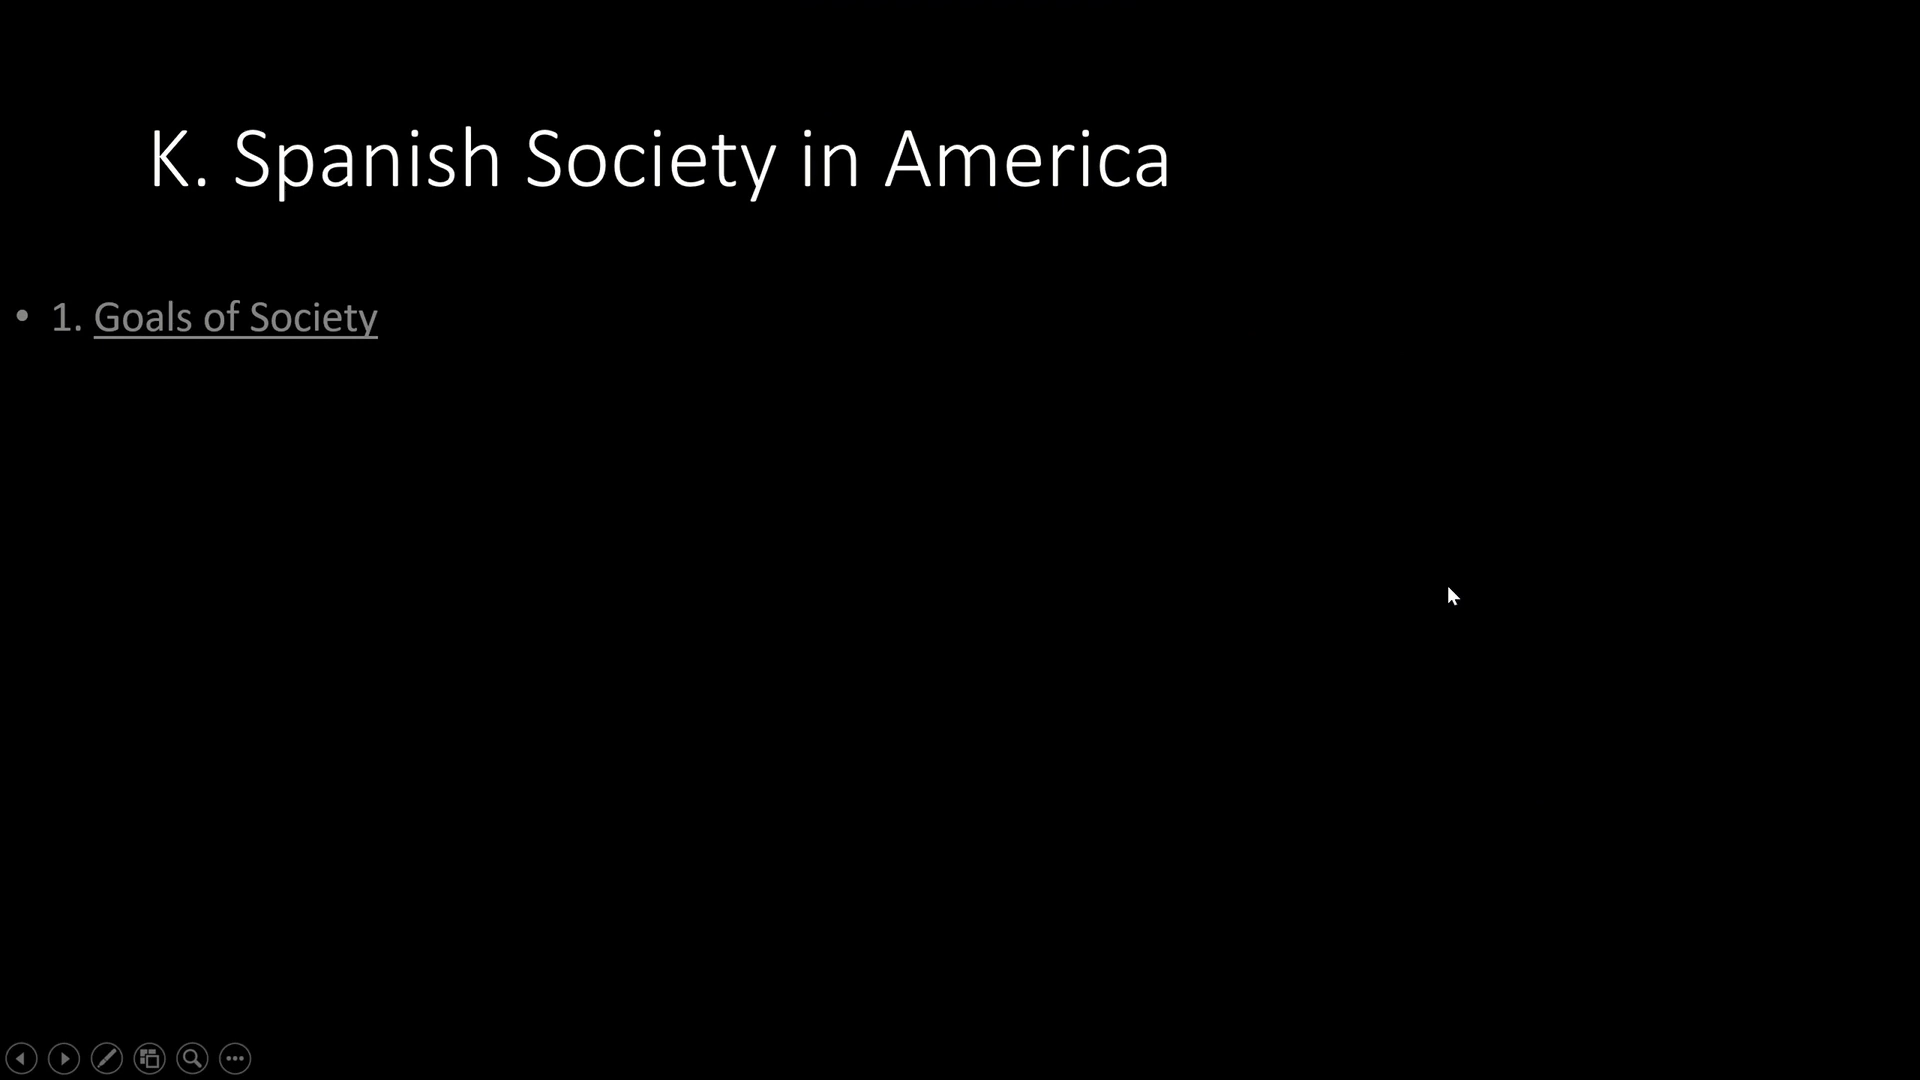 K. Spanish Society in America
• 1. Goals of Society